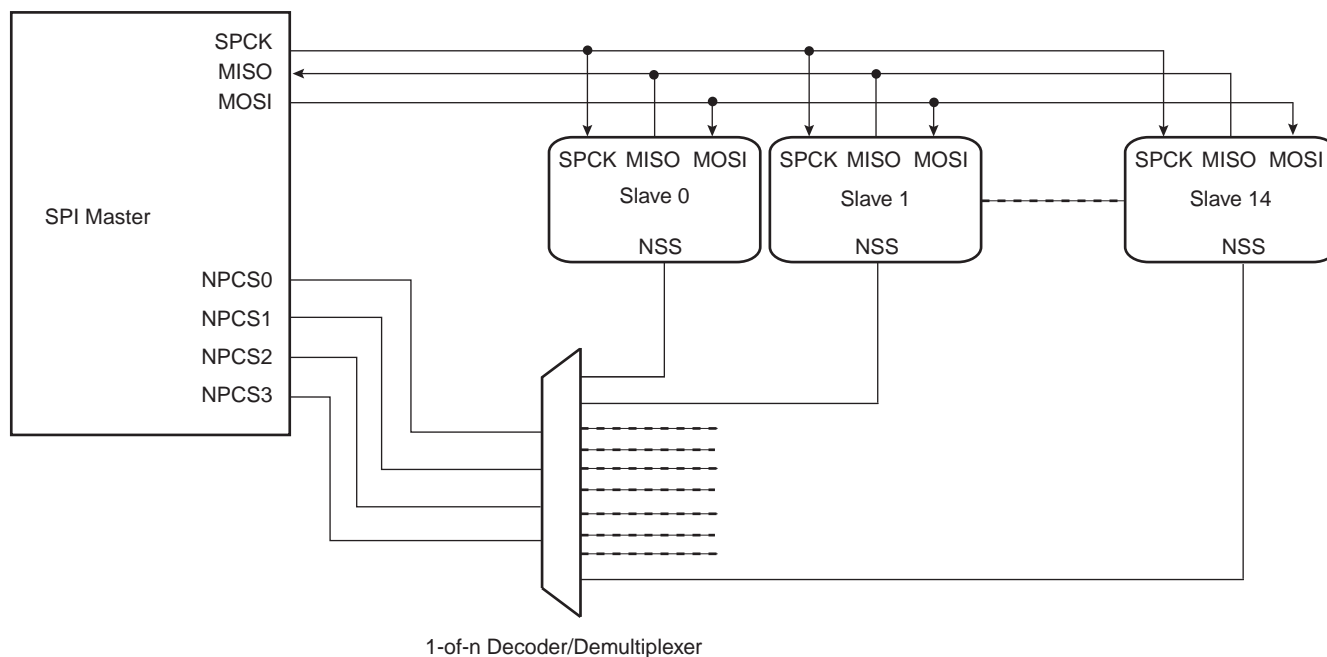 SPCK
MISO
MOSI
SPI Master
NPCS0
NPCS1
NPCS2
NPCS3
SPCK MISO MOSI
Slave 0
NSS
SPCK MISO MOSI
Slave 1
NSS
SPCK MISO MOSI
Slave 14
NSS
1-of-n Decoder/Demultiplexer